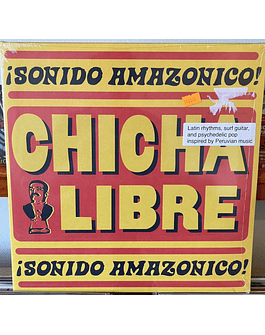 ¡SONIDO AMAZONICO!
CHICHA
LIBRE
Latin rhythms, surf guitar,
and psychedelic pop
inspired by Peruvian music
¡SONIDO AMAZONICO!